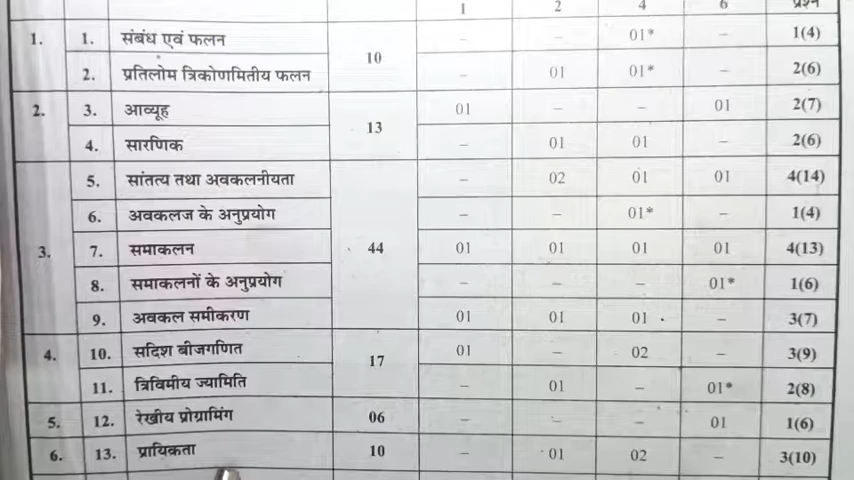 1 2 4 6 प्रश्न
1. 1. संबंध एवं फलन 10 – – 01* – 1(4)
2. प्रतिलोम त्रिकोणमितीय फलन – 01 01* – 2(6)
2. 3. आव्यूह 13 01 – – 01 2(7)
4. सारणिक – 01 01 – 2(6)
3. 5. सांतत्य तथा अवकलनीयता 44 – 02 01 01 4(14)
6. अवकलज के अनुप्रयोग – – 01* – 1(4)
7. समाकलन 01 01 01 01 4(13)
8. समाकलनों के अनुप्रयोग – – – 01* 1(6)
9. अवकल समीकरण 01 01 01 – 3(7)
4. 10. सदिश बीजगणित 17 01 – 02 – 3(9)
11. त्रिविमीय ज्यामिति – 01 – 01* 2(8)
5. 12. रेखीय प्रोग्रामिंग 06 – – – 01 1(6)
6. 13. प्रायिकता 10 – 01 02 – 3(10)